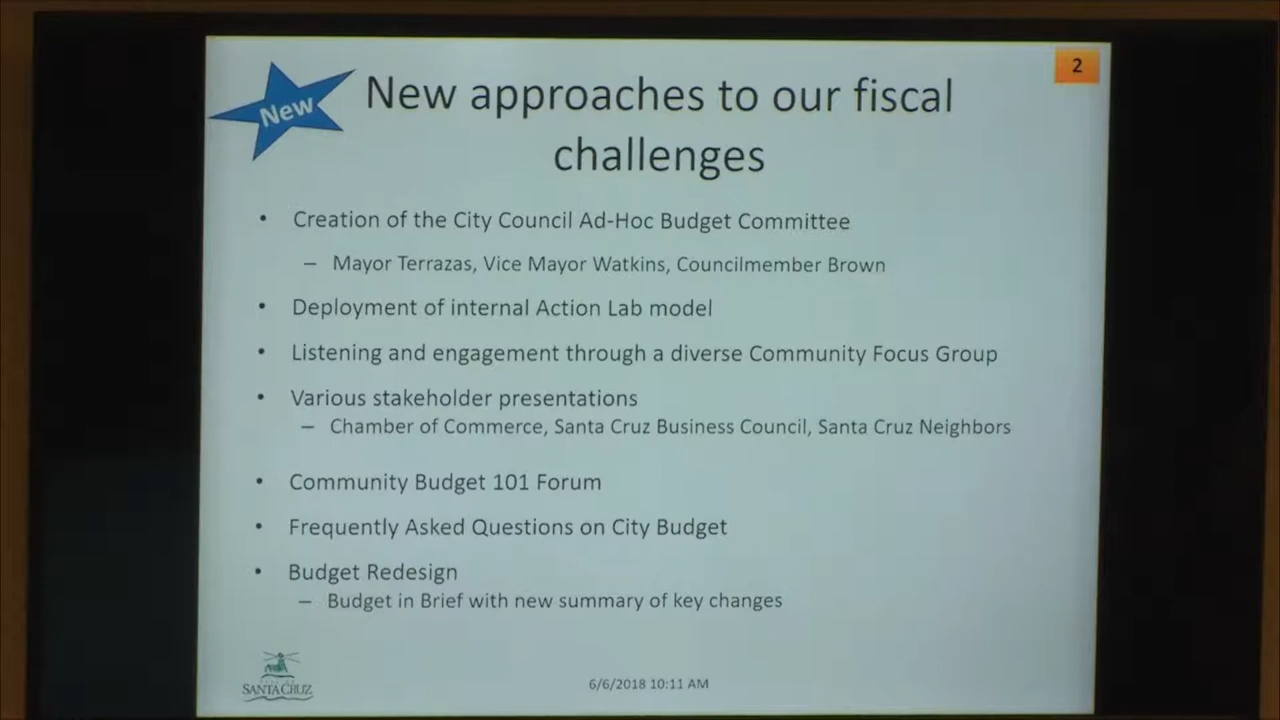 2
New
New approaches to our fiscal
challenges
• Creation of the City Council Ad-Hoc Budget Committee
– Mayor Terrazas, Vice Mayor Watkins, Councilmember Brown
• Deployment of internal Action Lab model
• Listening and engagement through a diverse Community Focus Group
• Various stakeholder presentations
– Chamber of Commerce, Santa Cruz Business Council, Santa Cruz Neighbors
• Community Budget 101 Forum
• Frequently Asked Questions on City Budget
• Budget Redesign
– Budget in Brief with new summary of key changes
SANTA CRUZ
6/6/2018 10:11 AM